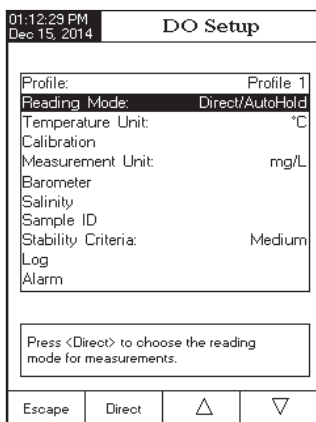 01:12:29 PM
Dec 15, 2014
DO Setup
Profile: Profile 1
Reading Mode: Direct/AutoHold
Temperature Unit: °C
Calibration
Measurement Unit: mg/L
Barometer
Salinity
Sample ID
Stability Criteria: Medium
Log
Alarm
Press <Direct> to choose the reading
mode for measurements.
Escape Direct △ ▽